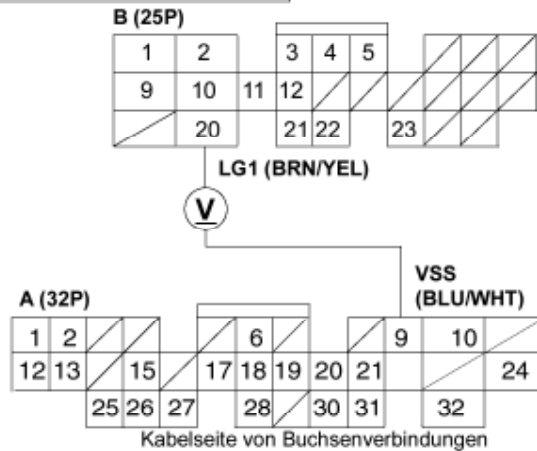 B (25P)
1 2 3 4 5
9 10 11 12
20 21 22 23
LG1 (BRN/YEL)
V
VSS
(BLU/WHT)
A (32P)
1 2 6 9 10
12 13 15 17 18 19 20 21 24
25 26 27 28 30 31 32
Kabelseite von Buchsenverbindungen